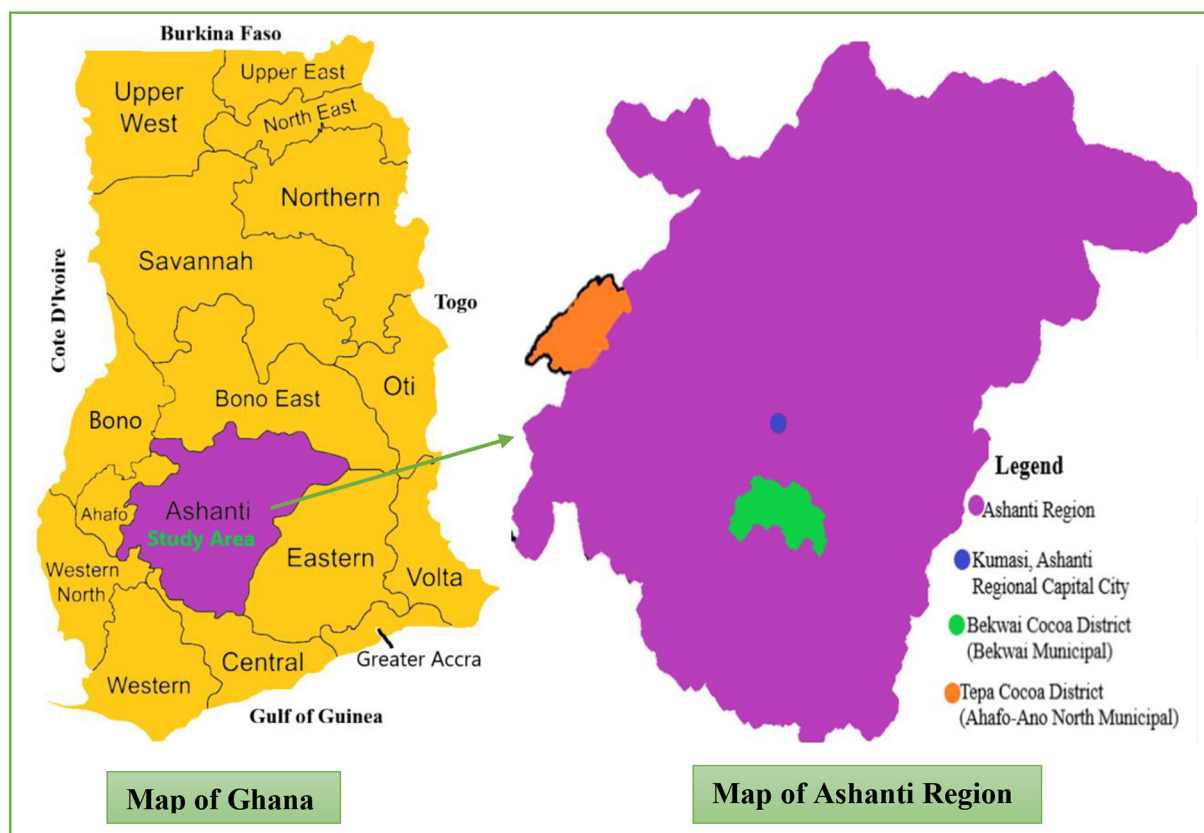 Burkina Faso
Upper East
Upper
West
North East
Northern
Savannah
Cote D'Ivoire
Togo
Oti
Bono East
Bono
Ahafo
Ashanti
Study Area
Eastern
Western
North
Volta
Central
Greater Accra
Western
Gulf of Guinea
Map of Ghana
Legend
Ashanti Region
Kumasi, Ashanti
Regional Capital City
Bekwai Cocoa District
(Bekwai Municipal)
Tepa Cocoa District
(Ahafo-Ano North Municipal)
Map of Ashanti Region